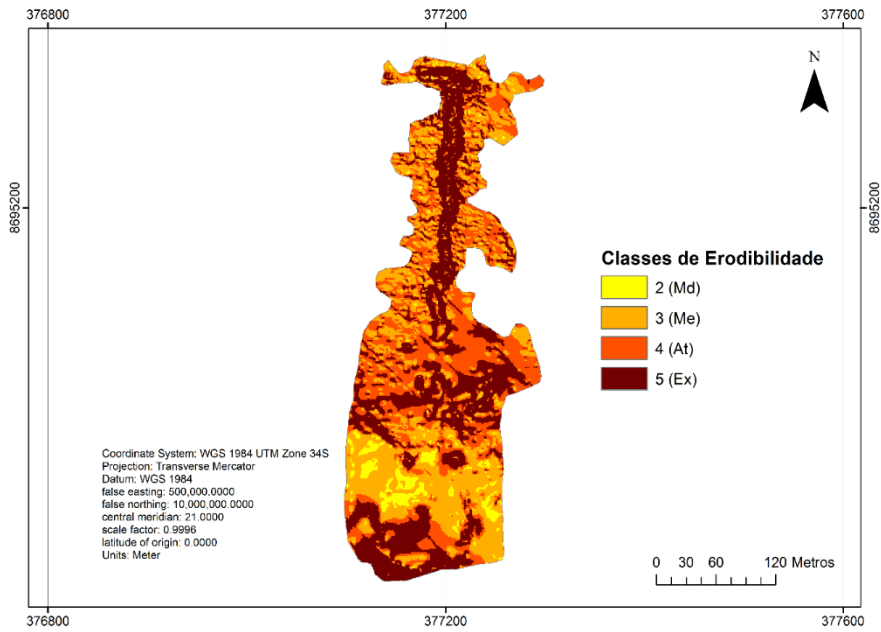 376800 377200 377600
N
8695200 8695200
Classes de Erodibilidade
2 (Md)
3 (Me)
4 (At)
5 (Ex)
Coordinate System: WGS 1984 UTM Zone 34S
Projection: Transverse Mercator
Datum: WGS 1984
false easting: 500,000.0000
false northing: 10,000,000.0000
central meridian: 21.0000
scale factor: 0.9996
latitude of origin: 0.0000
Units: Meter
0 30 60 120 Metros
376800 377200 377600